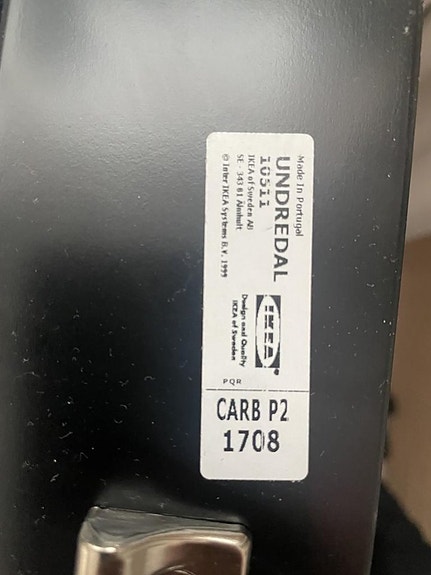 Made In Portugal
UNDREDAL
10511
IKEA of Sweden AB
SE - 343 81 Älmhult
© Inter IKEA Systems B.V. 1999
IKEA®
Design and Quality
IKEA of Sweden
PQR
CARB P2
1708